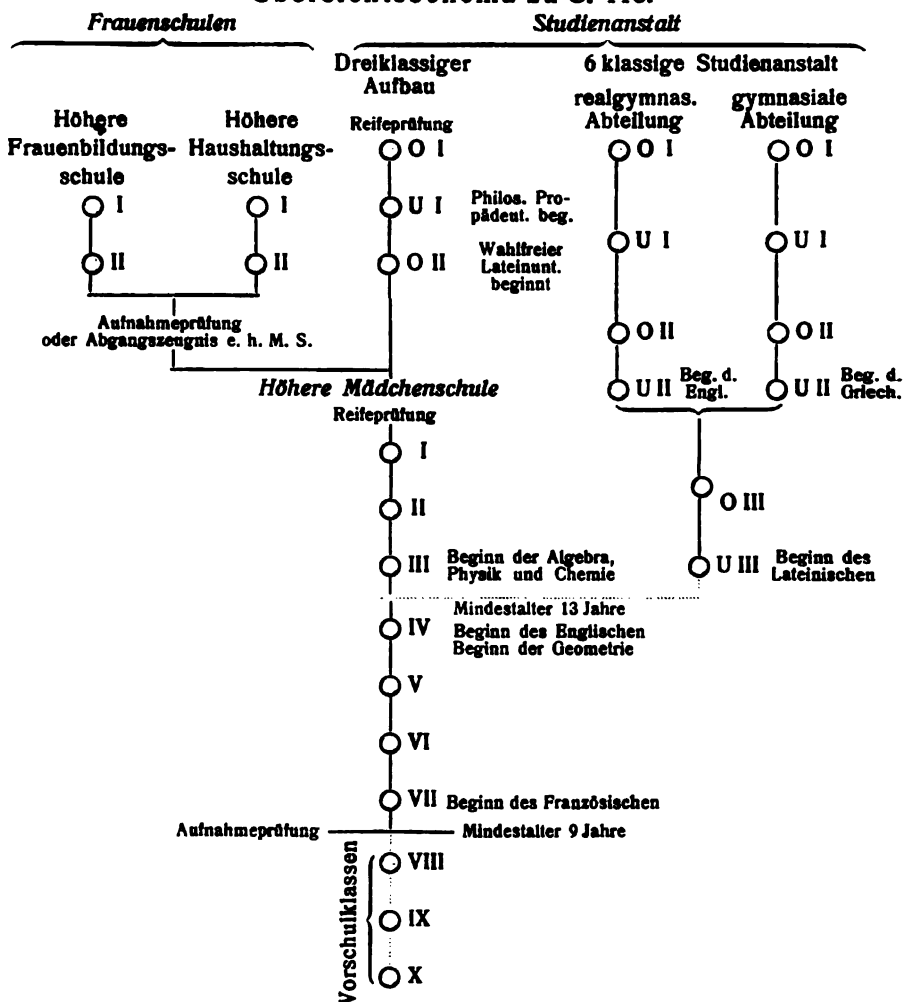 Frauenschulen
Studienanstalt
Höhere
Frauenbildungs-
schule
I
II
Höhere
Haushaltungs-
schule
I
II
Aufnahmeprüfung
oder Abgangszeugnis e. h. M. S.
Dreiklassiger
Aufbau
Reifeprüfung
O I
U I
Philos. Pro-
pädeut. beg.
O II
Wahlfreier
Lateinunt.
beginnt
6 klassige Studienanstalt
realgymnas.
Abteilung
O I
U I
O II
U II Beg. d.
Engl.
gymnasiale
Abteilung
O I
U I
O II
U II Beg. d.
Griech.
O III
U III Beginn des
Lateinischen
Höhere Mädchenschule
Reifeprüfung
I
II
III Beginn der Algebra,
Physik und Chemie
Mindestalter 13 Jahre
IV Beginn des Englischen
Beginn der Geometrie
V
VI
VII Beginn des Französischen
Aufnahmeprüfung
Mindestalter 9 Jahre
Vorschulklassen
VIII
IX
X